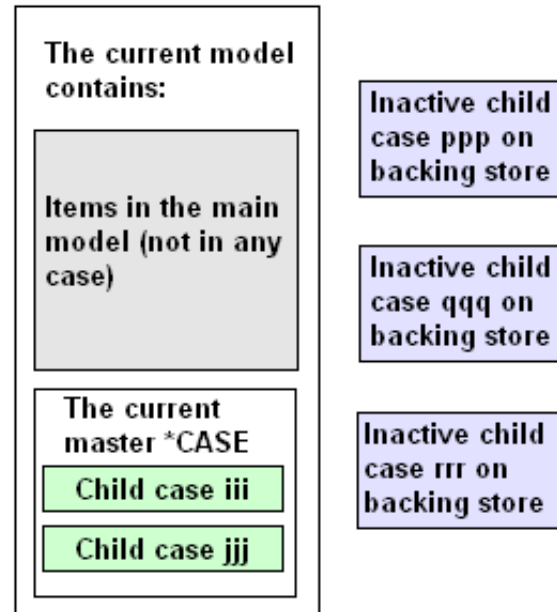 The current model
contains:
Items in the main
model (not in any
case)
The current
master *CASE
Child case iii
Child case jjj
Inactive child
case ppp on
backing store
Inactive child
case qqq on
backing store
Inactive child
case rrr on
backing store